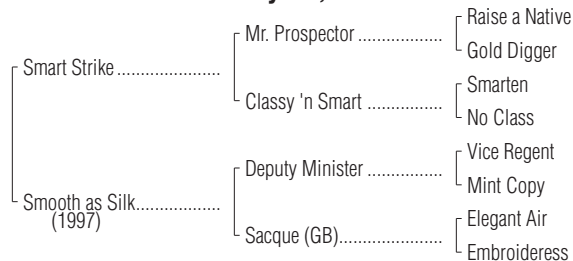 Raise a Native
Mr. Prospector ..................
Gold Digger
Smart Strike ......................
Smarten
Classy 'n Smart .................
No Class
Vice Regent
Deputy Minister .................
Mint Copy
Smooth as Silk..................
(1997)
Elegant Air
Sacque (GB)......................
Embroideress